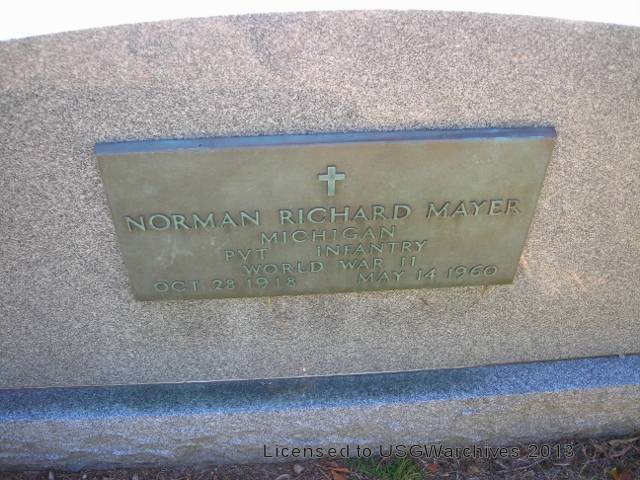 NORMAN RICHARD MAYER
MICHIGAN
PVT INFANTRY
WORLD WAR II
OCT 28 1918 MAY 14 1960
Licensed to USGWarchives 2013